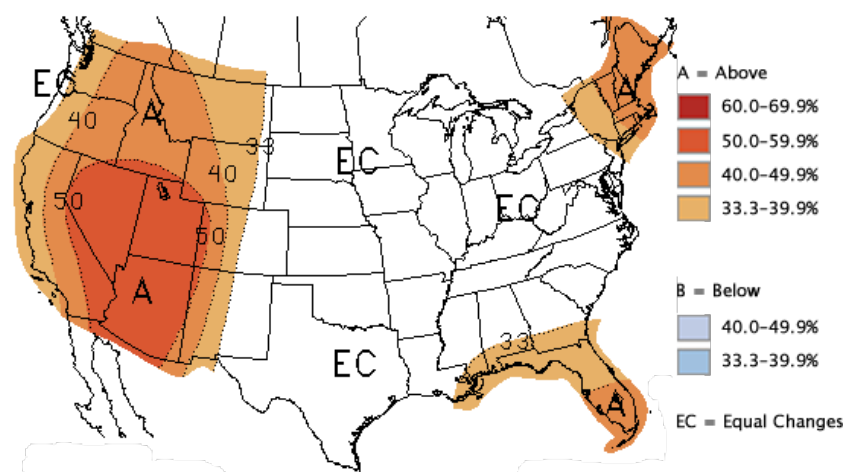 EC
A
40
33
EC
40
50
EC
50
A
33
EC
A
A
A = Above
60.0-69.9%
50.0-59.9%
40.0-49.9%
33.3-39.9%
B = Below
40.0-49.9%
33.3-39.9%
EC = Equal Changes